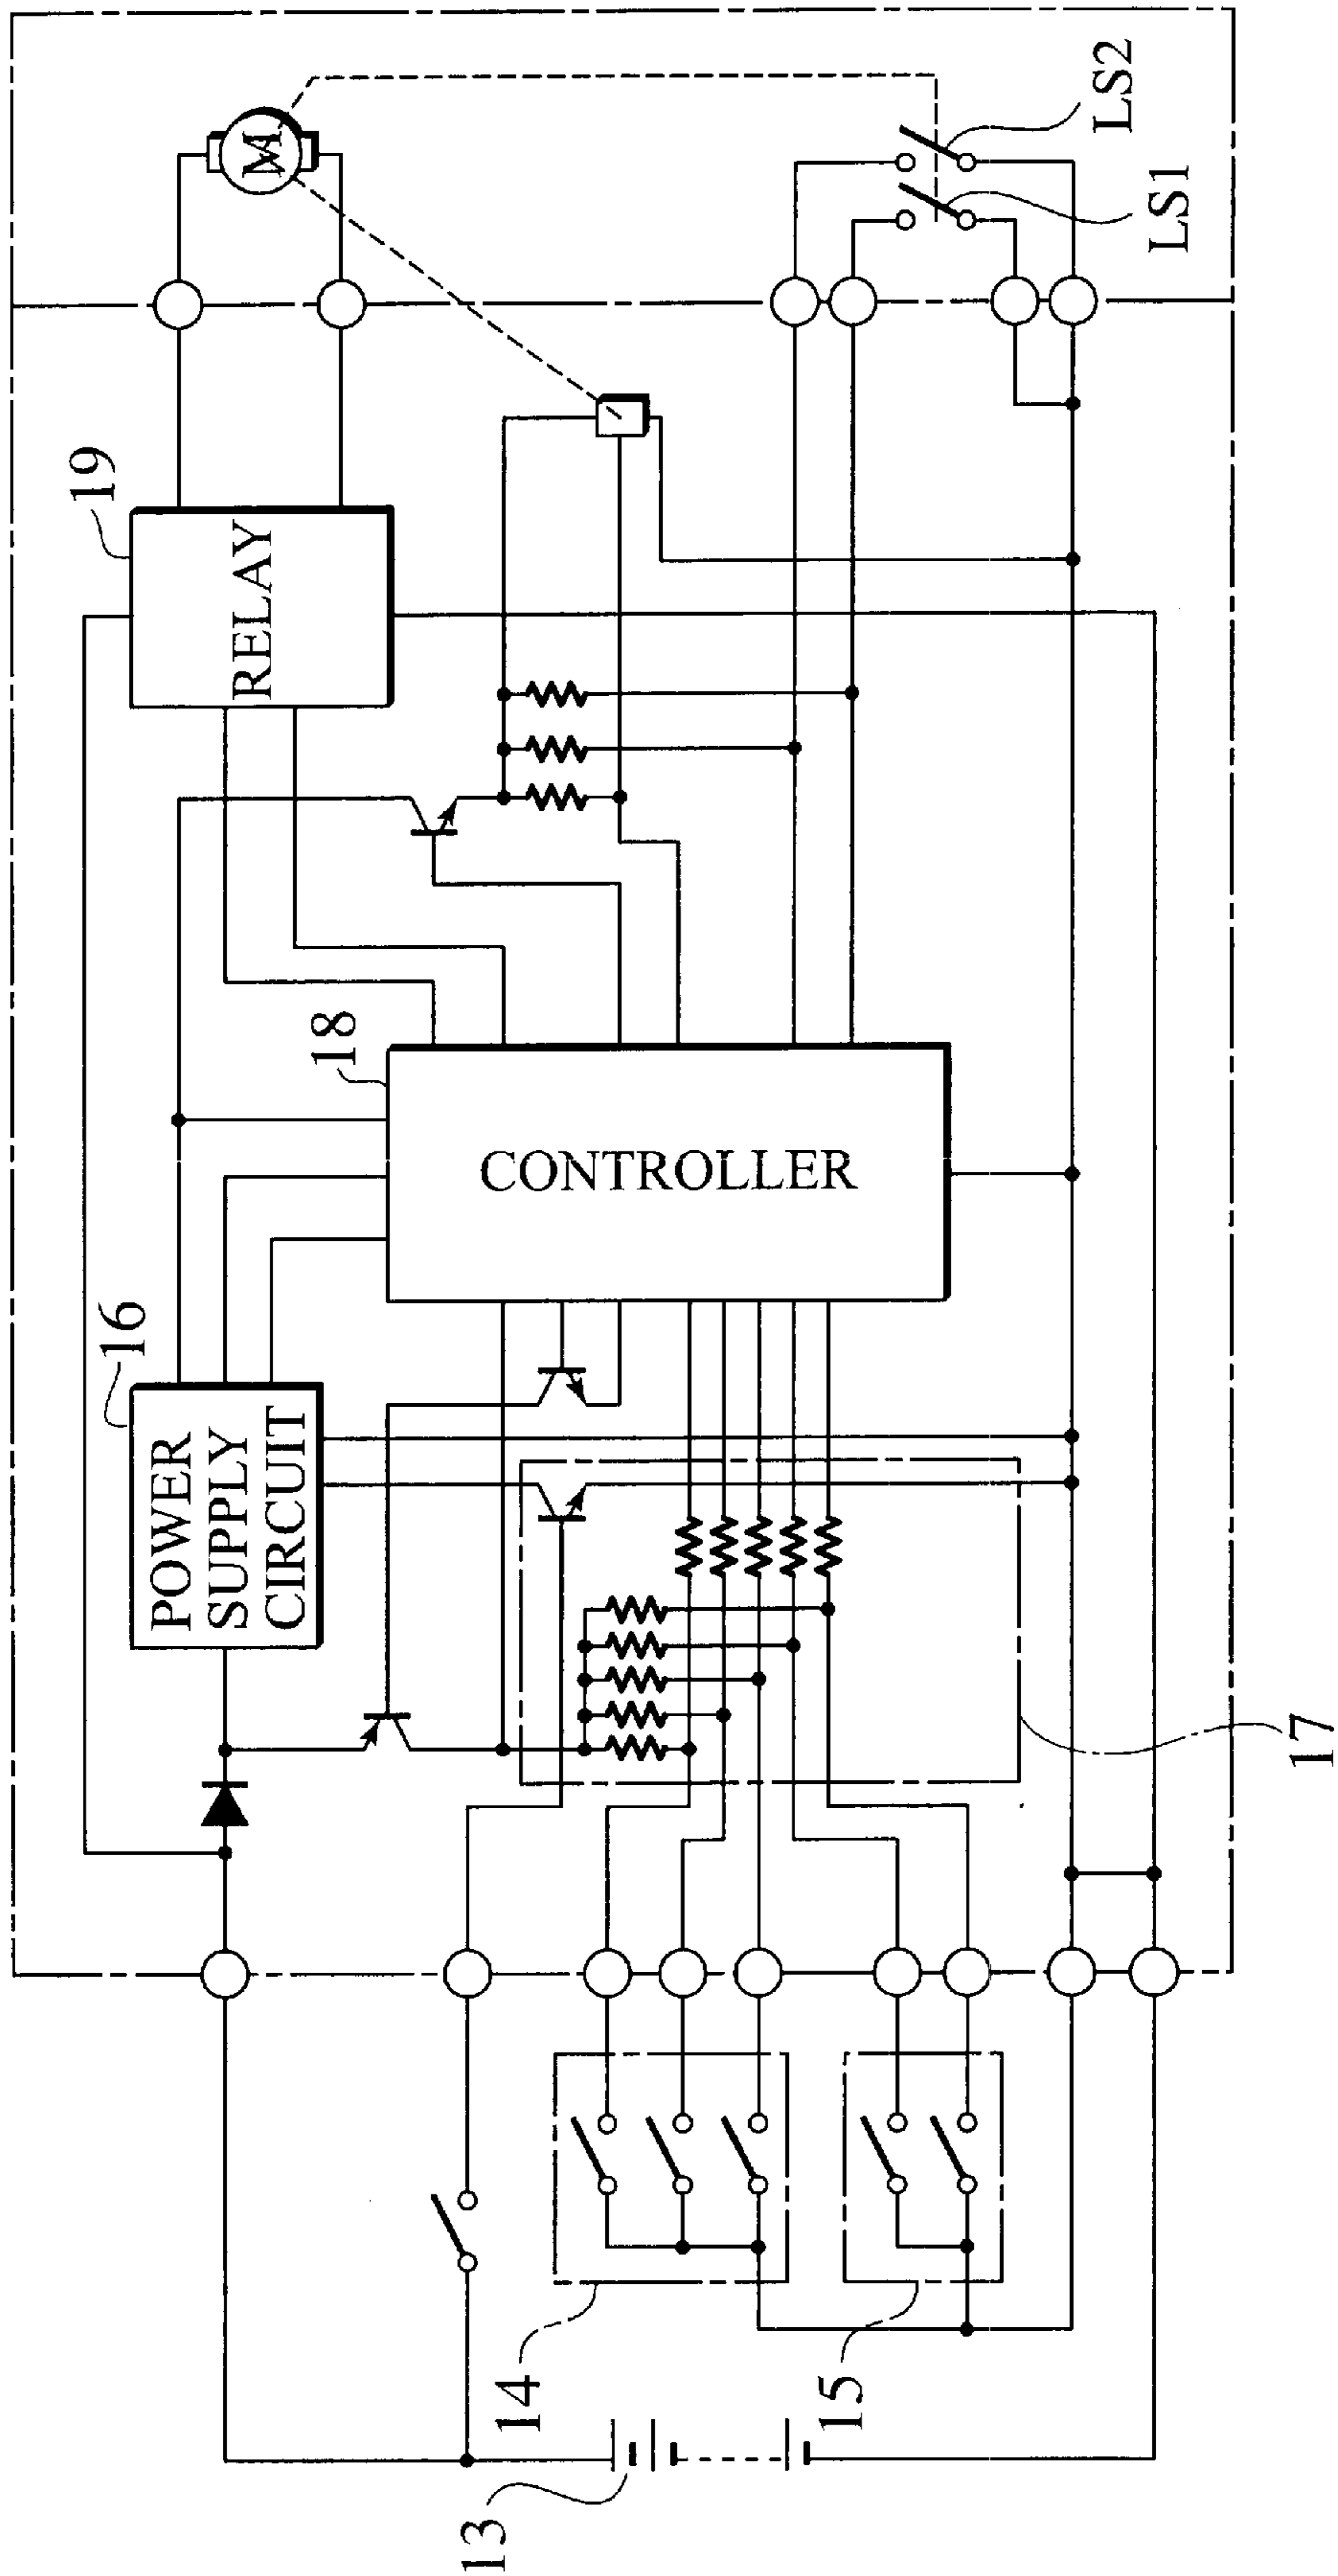 13
14
15
POWER
SUPPLY
CIRCUIT
16
17
CONTROLLER
18
RELAY
19
M
LS1
LS2